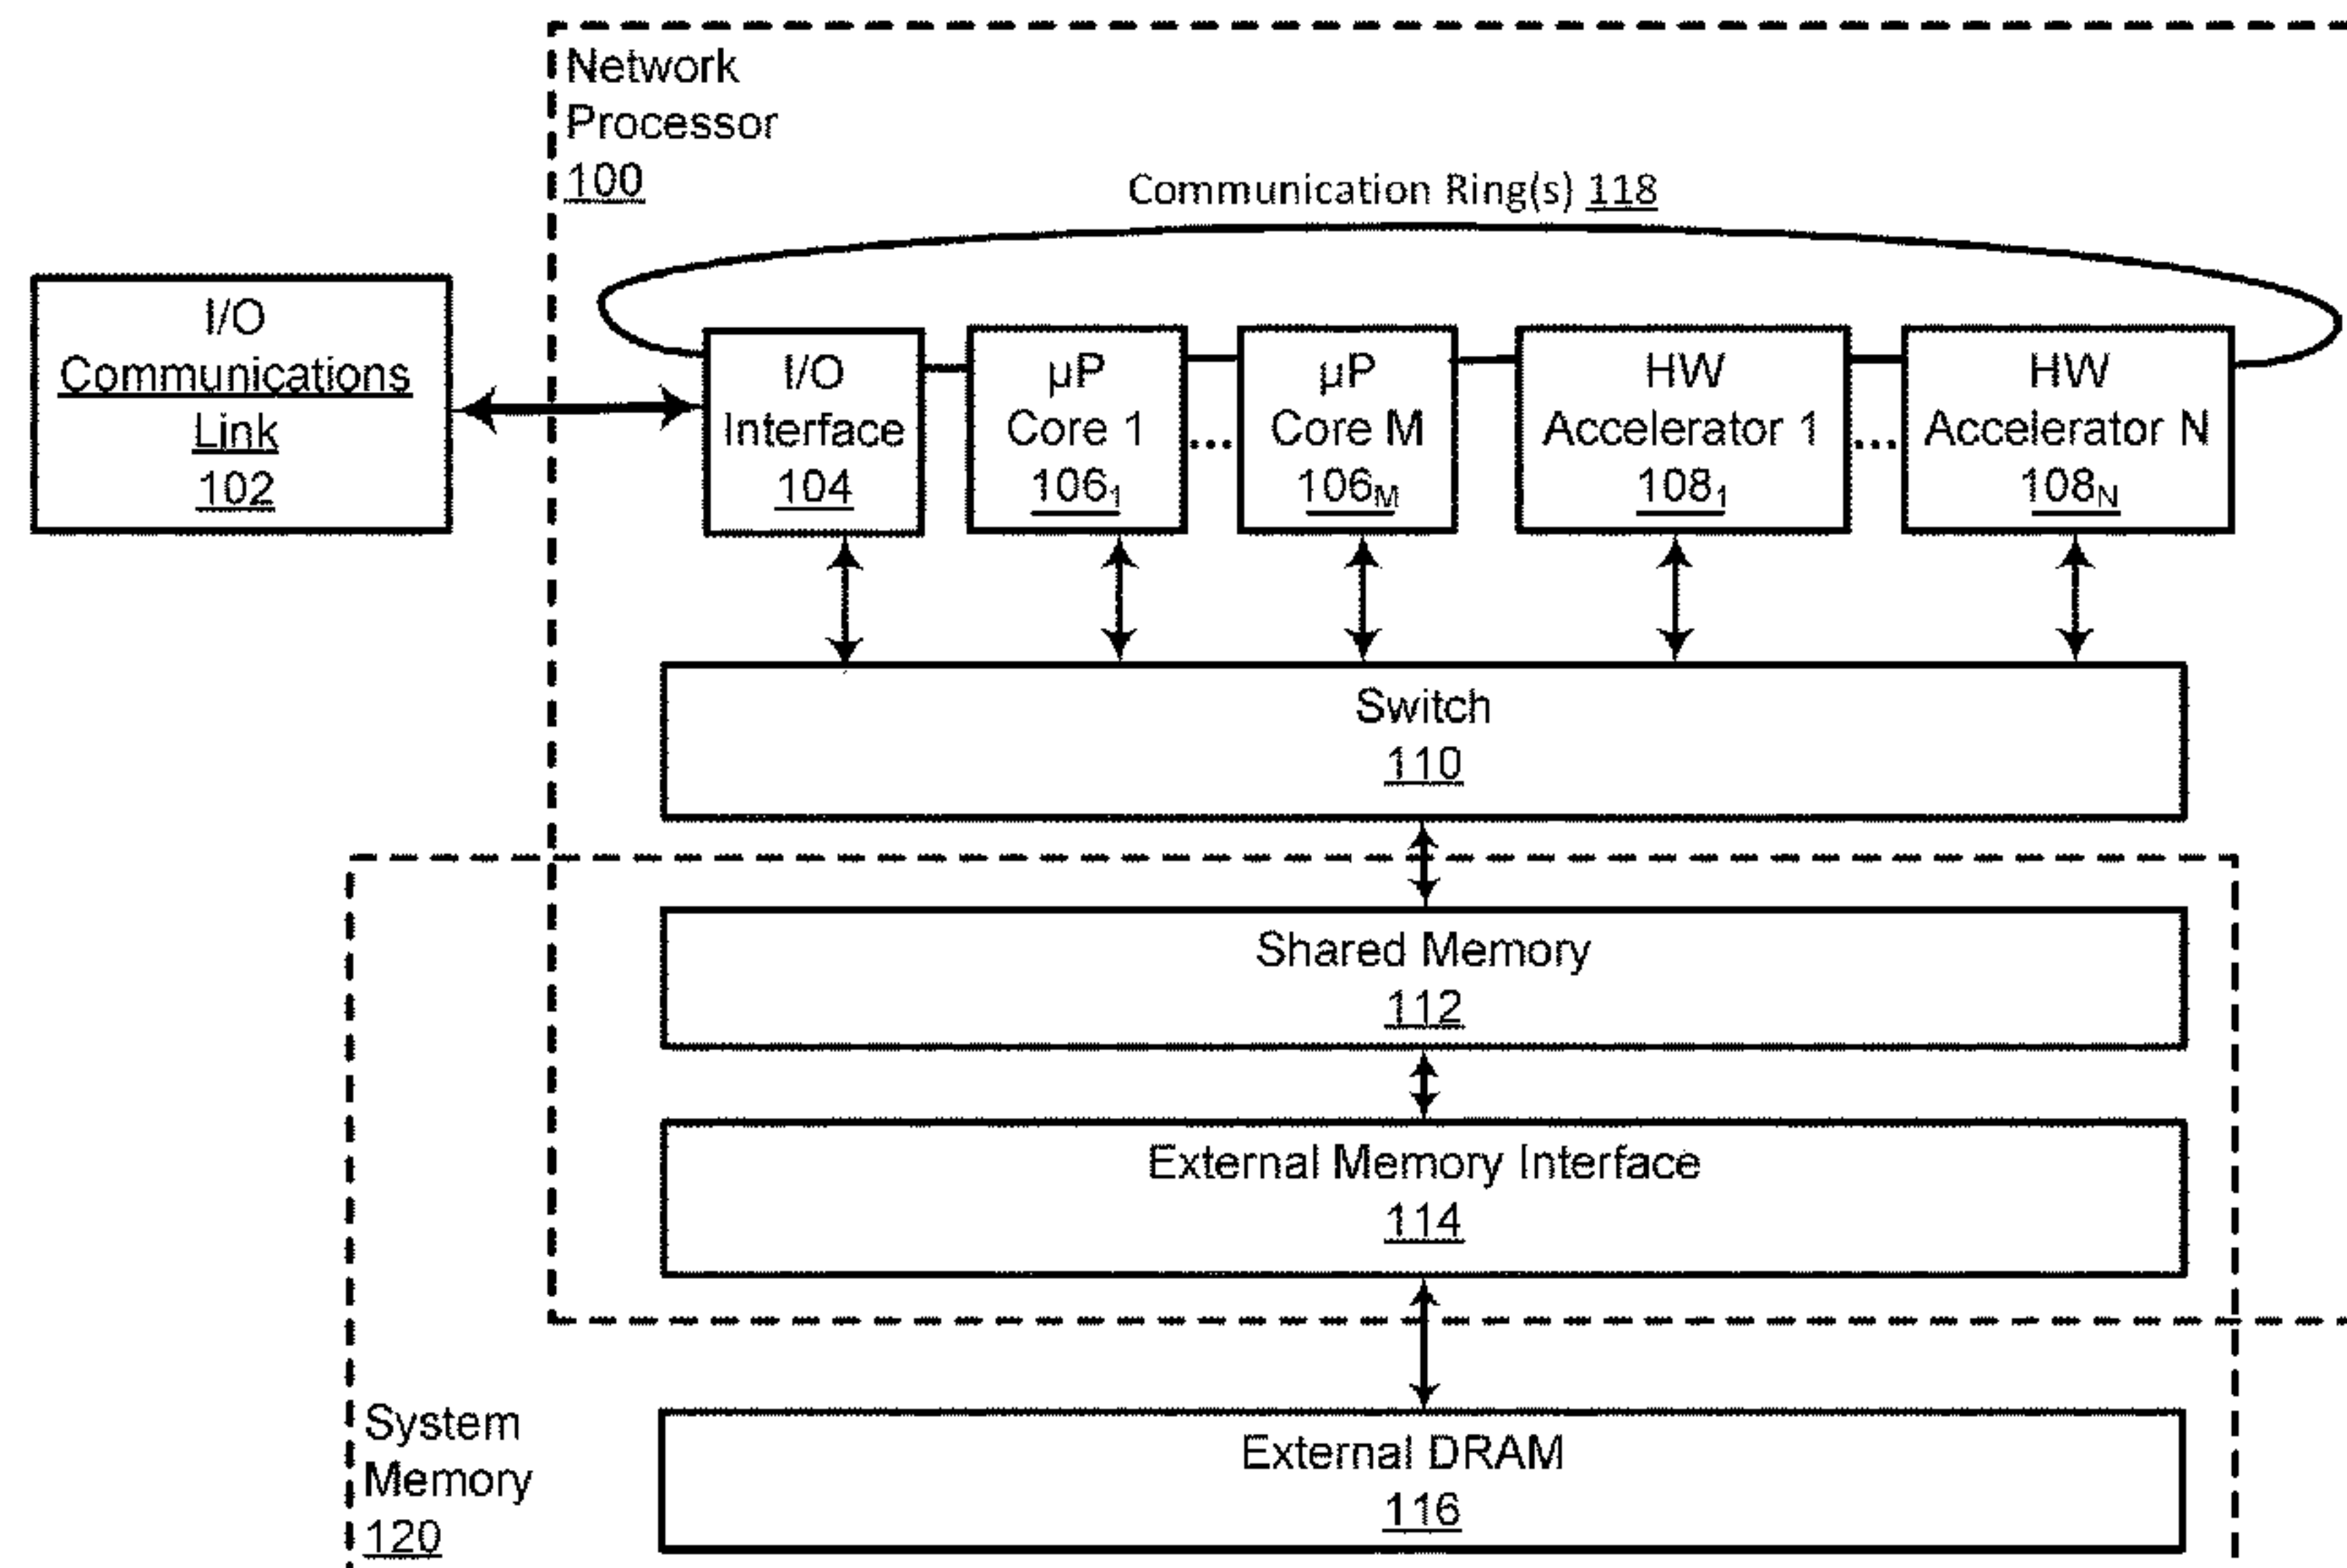 Network
Processor
100
Communication Ring(s) 118
I/O
Communications
Link
102
I/O
Interface
104
µP
Core 1
106₁
...
µP
Core M
106M
HW
Accelerator 1
108₁
...
HW
Accelerator N
108N
Switch
110
Shared Memory
112
External Memory Interface
114
System
Memory
120
External DRAM
116